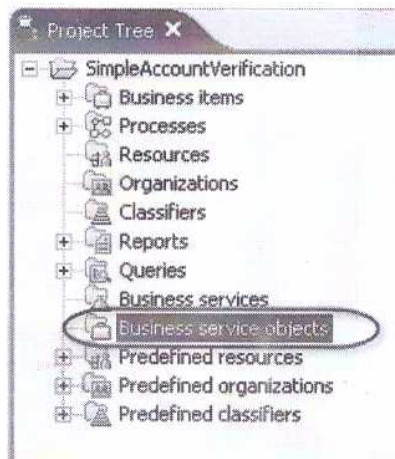 Project Tree
SimpleAccountVerification
Business items
Processes
Resources
Organizations
Classifiers
Reports
Queries
Business services
Business service objects
Predefined resources
Predefined organizations
Predefined classifiers